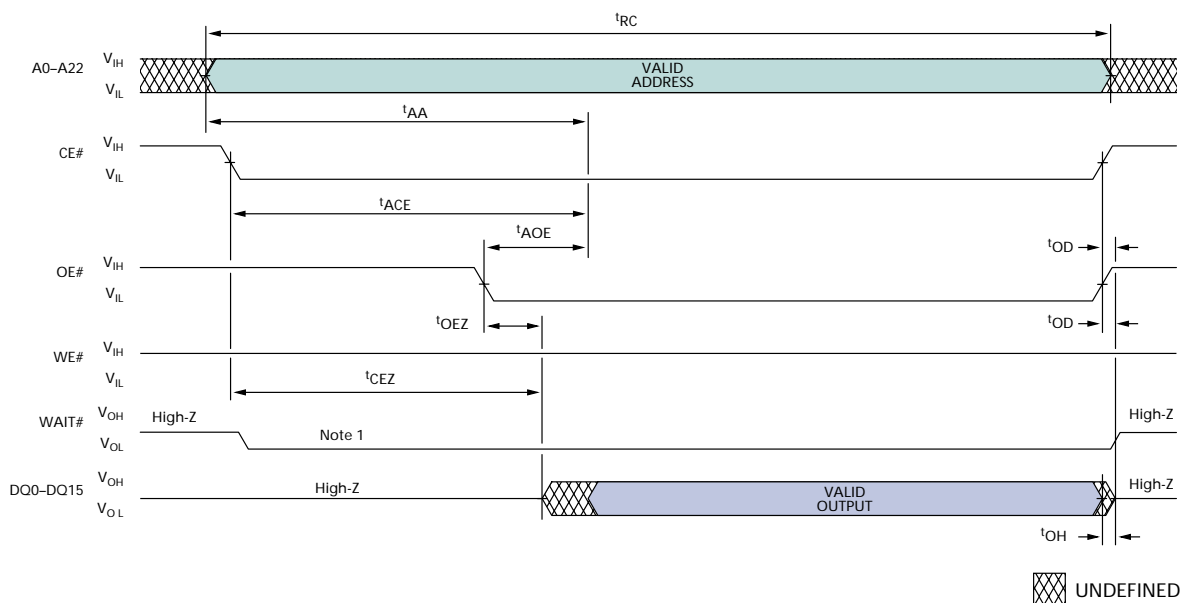 tRC
A0–A22 VIH
VIL
VALID
ADDRESS
tAA
CE# VIH
VIL
tACE
tAOE
tOD
OE# VIH
VIL
tOEZ
tOD
WE# VIH
VIL
tCEZ
WAIT# VOH
VOL
High-Z
Note 1
High-Z
DQ0–DQ15 VOH
VO L
High-Z
VALID
OUTPUT
High-Z
tOH
UNDEFINED